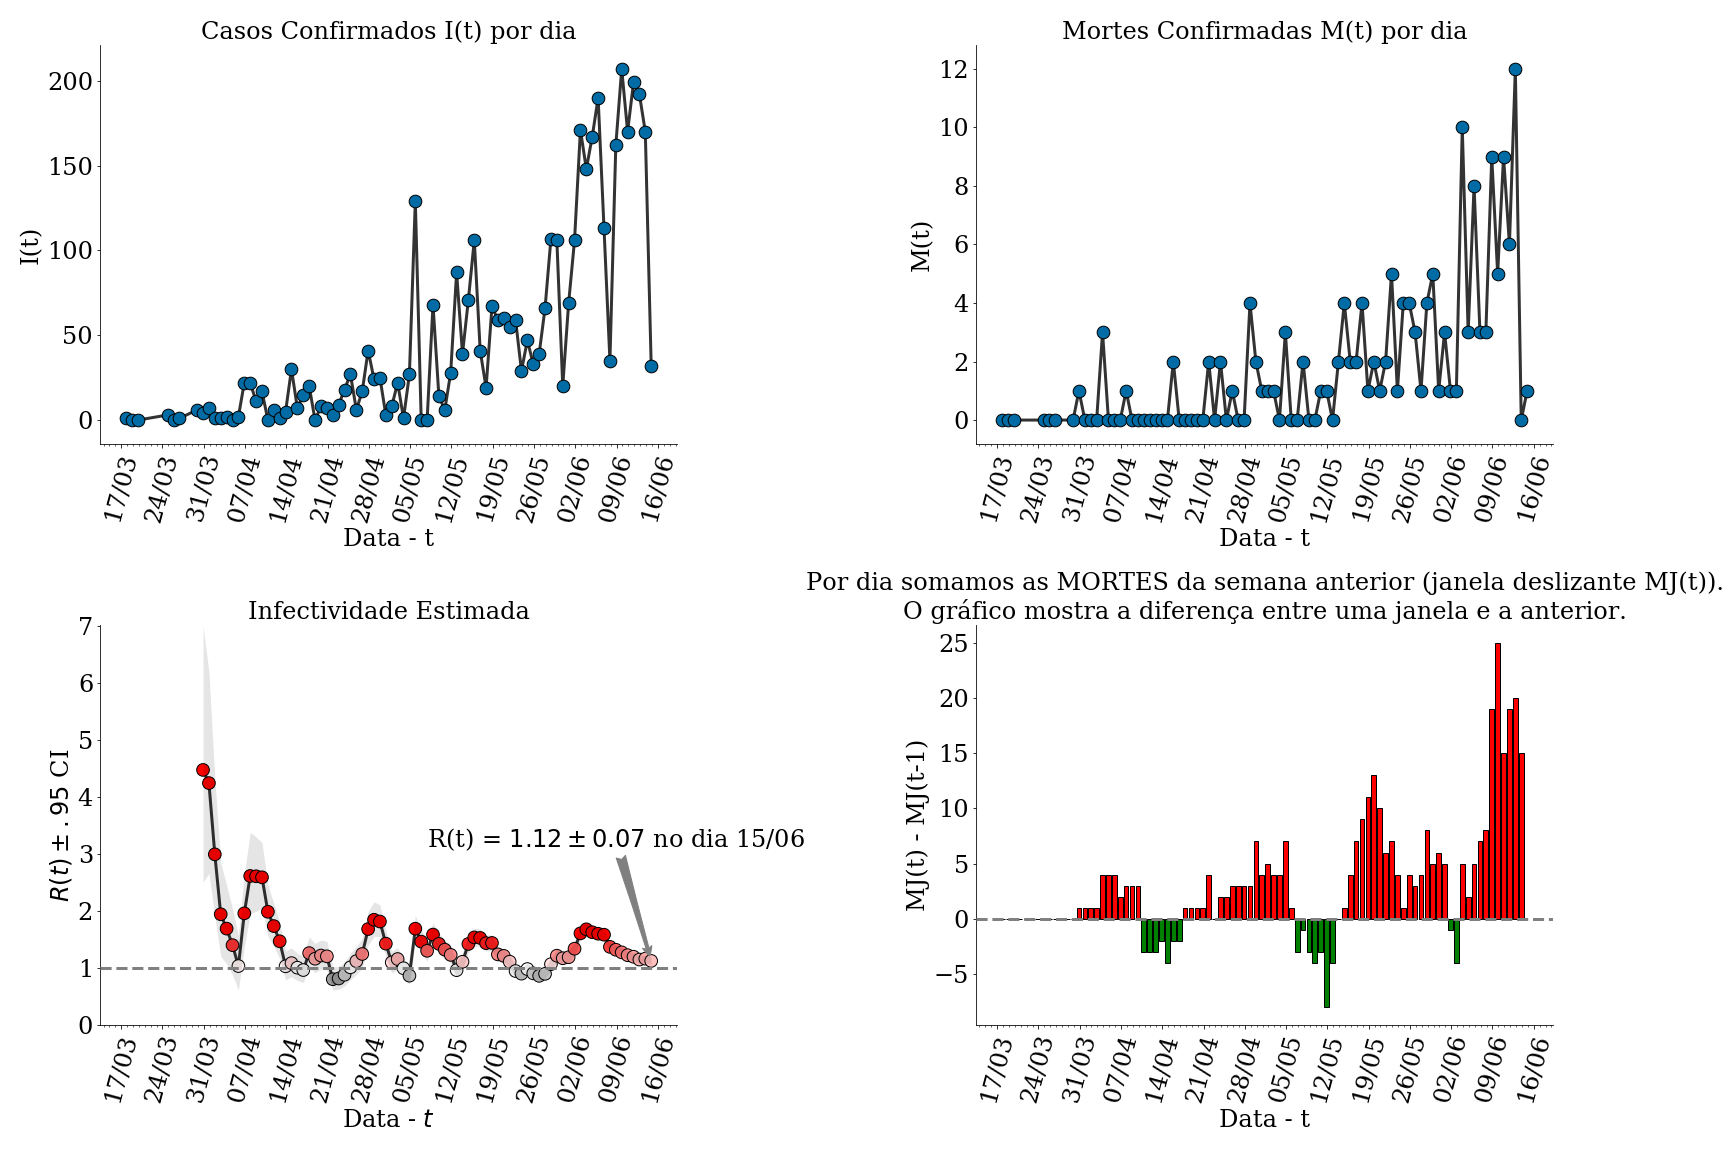 Casos Confirmados I(t) por dia
I(t)
200
150
100
50
0
17/03 24/03 31/03 07/04 14/04 21/04 28/04 05/05 12/05 19/05 26/05 02/06 09/06 16/06
Data - t
Mortes Confirmadas M(t) por dia
M(t)
12
10
8
6
4
2
0
17/03 24/03 31/03 07/04 14/04 21/04 28/04 05/05 12/05 19/05 26/05 02/06 09/06 16/06
Data - t
Infectividade Estimada
R(t) ± .95 CI
7
6
5
4
3
2
1
0
R(t) = 1.12 ± 0.07 no dia 15/06
17/03 24/03 31/03 07/04 14/04 21/04 28/04 05/05 12/05 19/05 26/05 02/06 09/06 16/06
Data - t
Por dia somamos as MORTES da semana anterior (janela deslizante MJ(t)).
O gráfico mostra a diferença entre uma janela e a anterior.
MJ(t) - MJ(t-1)
25
20
15
10
5
0
−5
17/03 24/03 31/03 07/04 14/04 21/04 28/04 05/05 12/05 19/05 26/05 02/06 09/06 16/06
Data - t